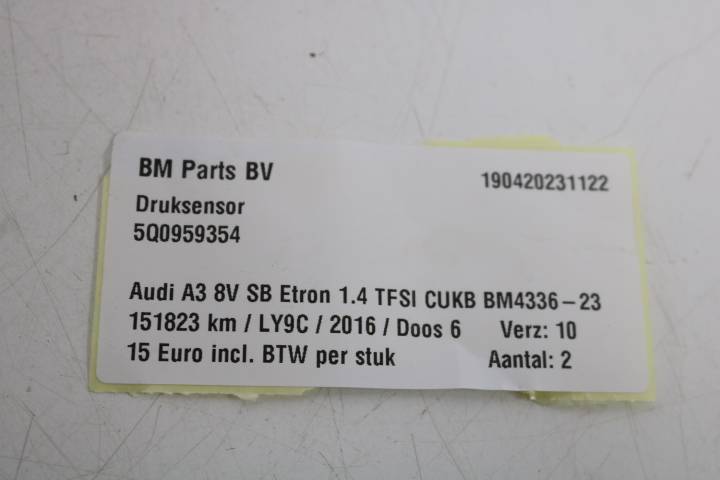 BM Parts BV 190420231122
Druksensor
5Q0959354
Audi A3 8V SB Etron 1.4 TFSI CUKB BM4336-23
151823 km / LY9C / 2016 / Doos 6 Verz: 10
15 Euro incl. BTW per stuk Aantal: 2